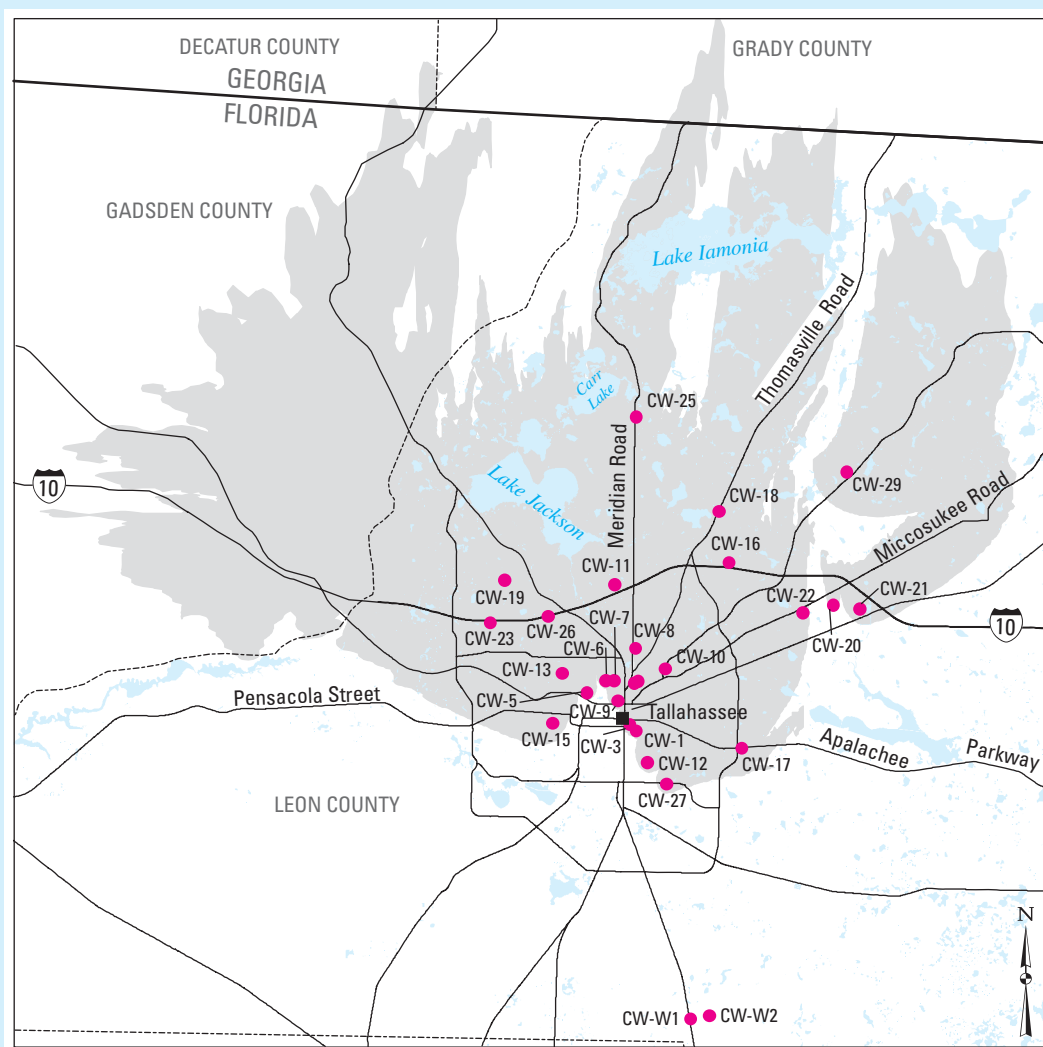 DECATUR COUNTY
GRADY COUNTY
GEORGIA
FLORIDA
GADSDEN COUNTY
Lake Iamonia
Thomasville Road
Carr
Lake
CW-25
Meridian Road
Lake Jackson
10
CW-29
CW-18
Miccosukee Road
CW-16
CW-11
CW-19
CW-7
CW-22
CW-21
CW-26
CW-23
CW-8
CW-20
10
CW-6
CW-10
CW-13
Pensacola Street
CW-5
CW-9
Tallahassee
CW-15
CW-3
CW-1
CW-17
Apalachee Parkway
CW-12
CW-27
LEON COUNTY
N
CW-W1
CW-W2